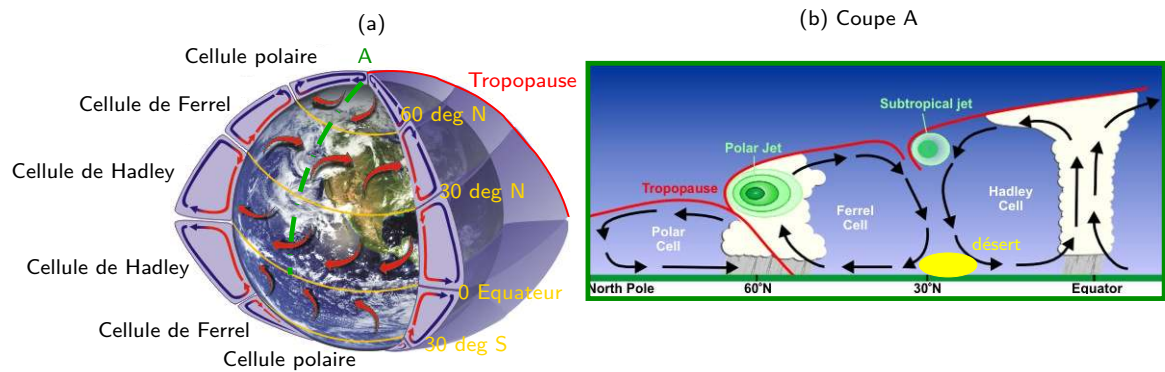 (a)
Cellule polaire
A
Tropopause
Cellule de Ferrel
60 deg N
Cellule de Hadley
30 deg N
Cellule de Hadley
0 Equateur
Cellule de Ferrel
30 deg S
Cellule polaire
(b) Coupe A
Subtropical jet
Polar Jet
Tropopause
Polar
Cell
Ferrel
Cell
Hadley
Cell
désert
North Pole
60°N
30°N
Equator